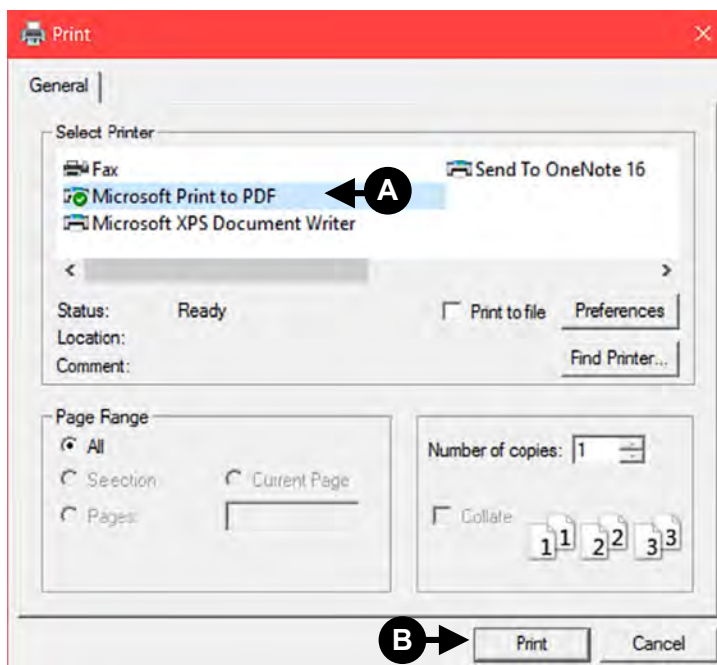 Print
General
Select Printer
Fax
Send To OneNote 16
Microsoft Print to PDF
A
Microsoft XPS Document Writer
Status: Ready
Print to file
Preferences
Location:
Find Printer...
Comment:
Page Range
All
Number of copies: 1
Selection
Current Page
Pages:
Collate
1 1 2 2 3 3
B
Print
Cancel